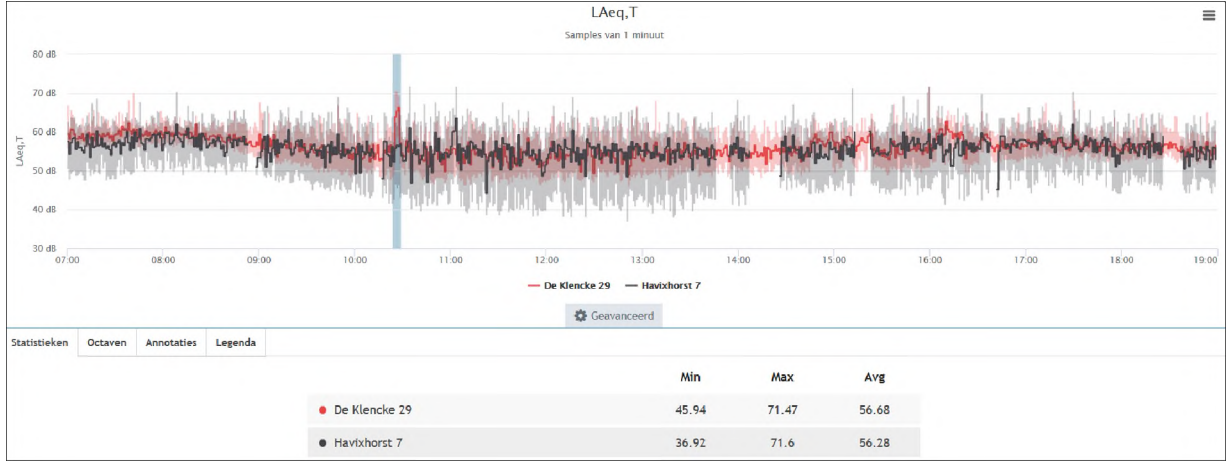 LAeq,T
Samples van 1 minuut
80 dB
70 dB
60 dB
50 dB
40 dB
30 dB
LAeq,T
07:00 08:00 09:00 10:00 11:00 12:00 13:00 14:00 15:00 16:00 17:00 18:00 19:00
De Klencke 29 Havixhorst 7
Geavanceerd
Statistieken Octaven Annotaties Legenda
Min Max Avg
De Klencke 29 45.94 71.47 56.68
Havixhorst 7 36.92 71.6 56.28